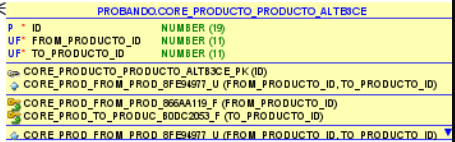 PROBANDO.CORE_PRODUCTO_PRODUCTO_ALTB3CE
P * ID NUMBER (19)
UF* FROM_PRODUCTO_ID NUMBER (11)
UF* TO_PRODUCTO_ID NUMBER (11)
CORE_PRODUCTO_PRODUCTO_ALTB3CE_PK (ID)
CORE_PROD_FROM_PROD_8FE94977_U (FROM_PRODUCTO_ID, TO_PRODUCTO_ID)
CORE_PROD_FROM_PROD_866AA119_F (FROM_PRODUCTO_ID)
CORE_PROD_TO_PRODUC_B0DC2053_F (TO_PRODUCTO_ID)
CORE_PROD_FROM_PROD_8FE94977_U (FROM_PRODUCTO_ID, TO_PRODUCTO_ID)